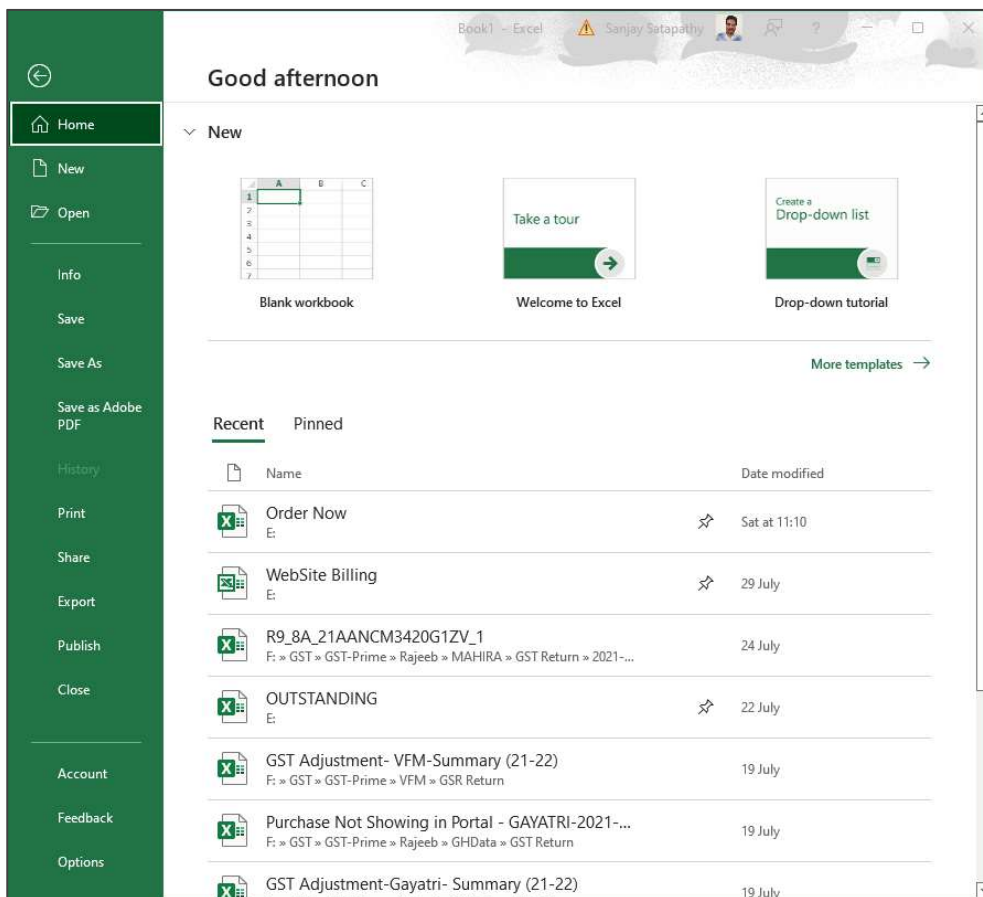 Book1 - Excel
Sanjay Satapathy
?
Good afternoon
Home
New
Open
Info
Save
Save As
Save as Adobe
PDF
History
Print
Share
Export
Publish
Close
Account
Feedback
Options
New
A B C
1
2
3
4
5
6
7
Blank workbook
Take a tour
Welcome to Excel
Create a
Drop-down list
Drop-down tutorial
More templates
Recent Pinned
Name Date modified
Order Now
E:
Sat at 11:10
WebSite Billing
E:
29 July
R9_8A_21AANCM3420G1ZV_1
F: » GST » GST-Prime » Rajeeb » MAHIRA » GST Return » 2021-...
24 July
OUTSTANDING
E:
22 July
GST Adjustment- VFM-Summary (21-22)
F: » GST » GST-Prime » VFM » GSR Return
19 July
Purchase Not Showing in Portal - GAYATRI-2021-...
F: » GST » GST-Prime » Rajeeb » GHData » GST Return
19 July
GST Adjustment-Gayatri- Summary (21-22)
19 July